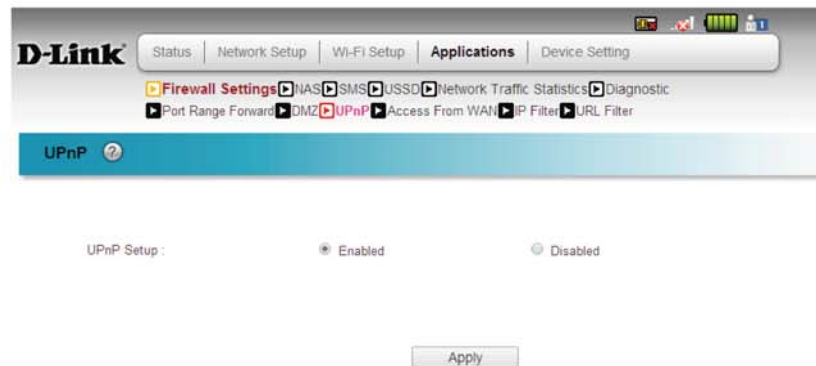 D-Link
Status | Network Setup | Wi-Fi Setup | Applications | Device Setting
Firewall Settings NAS SMS USSD Network Traffic Statistics Diagnostic
Port Range Forward DMZ UPnP Access From WAN IP Filter URL Filter
UPnP ?
UPnP Setup : Enabled Disabled
Apply